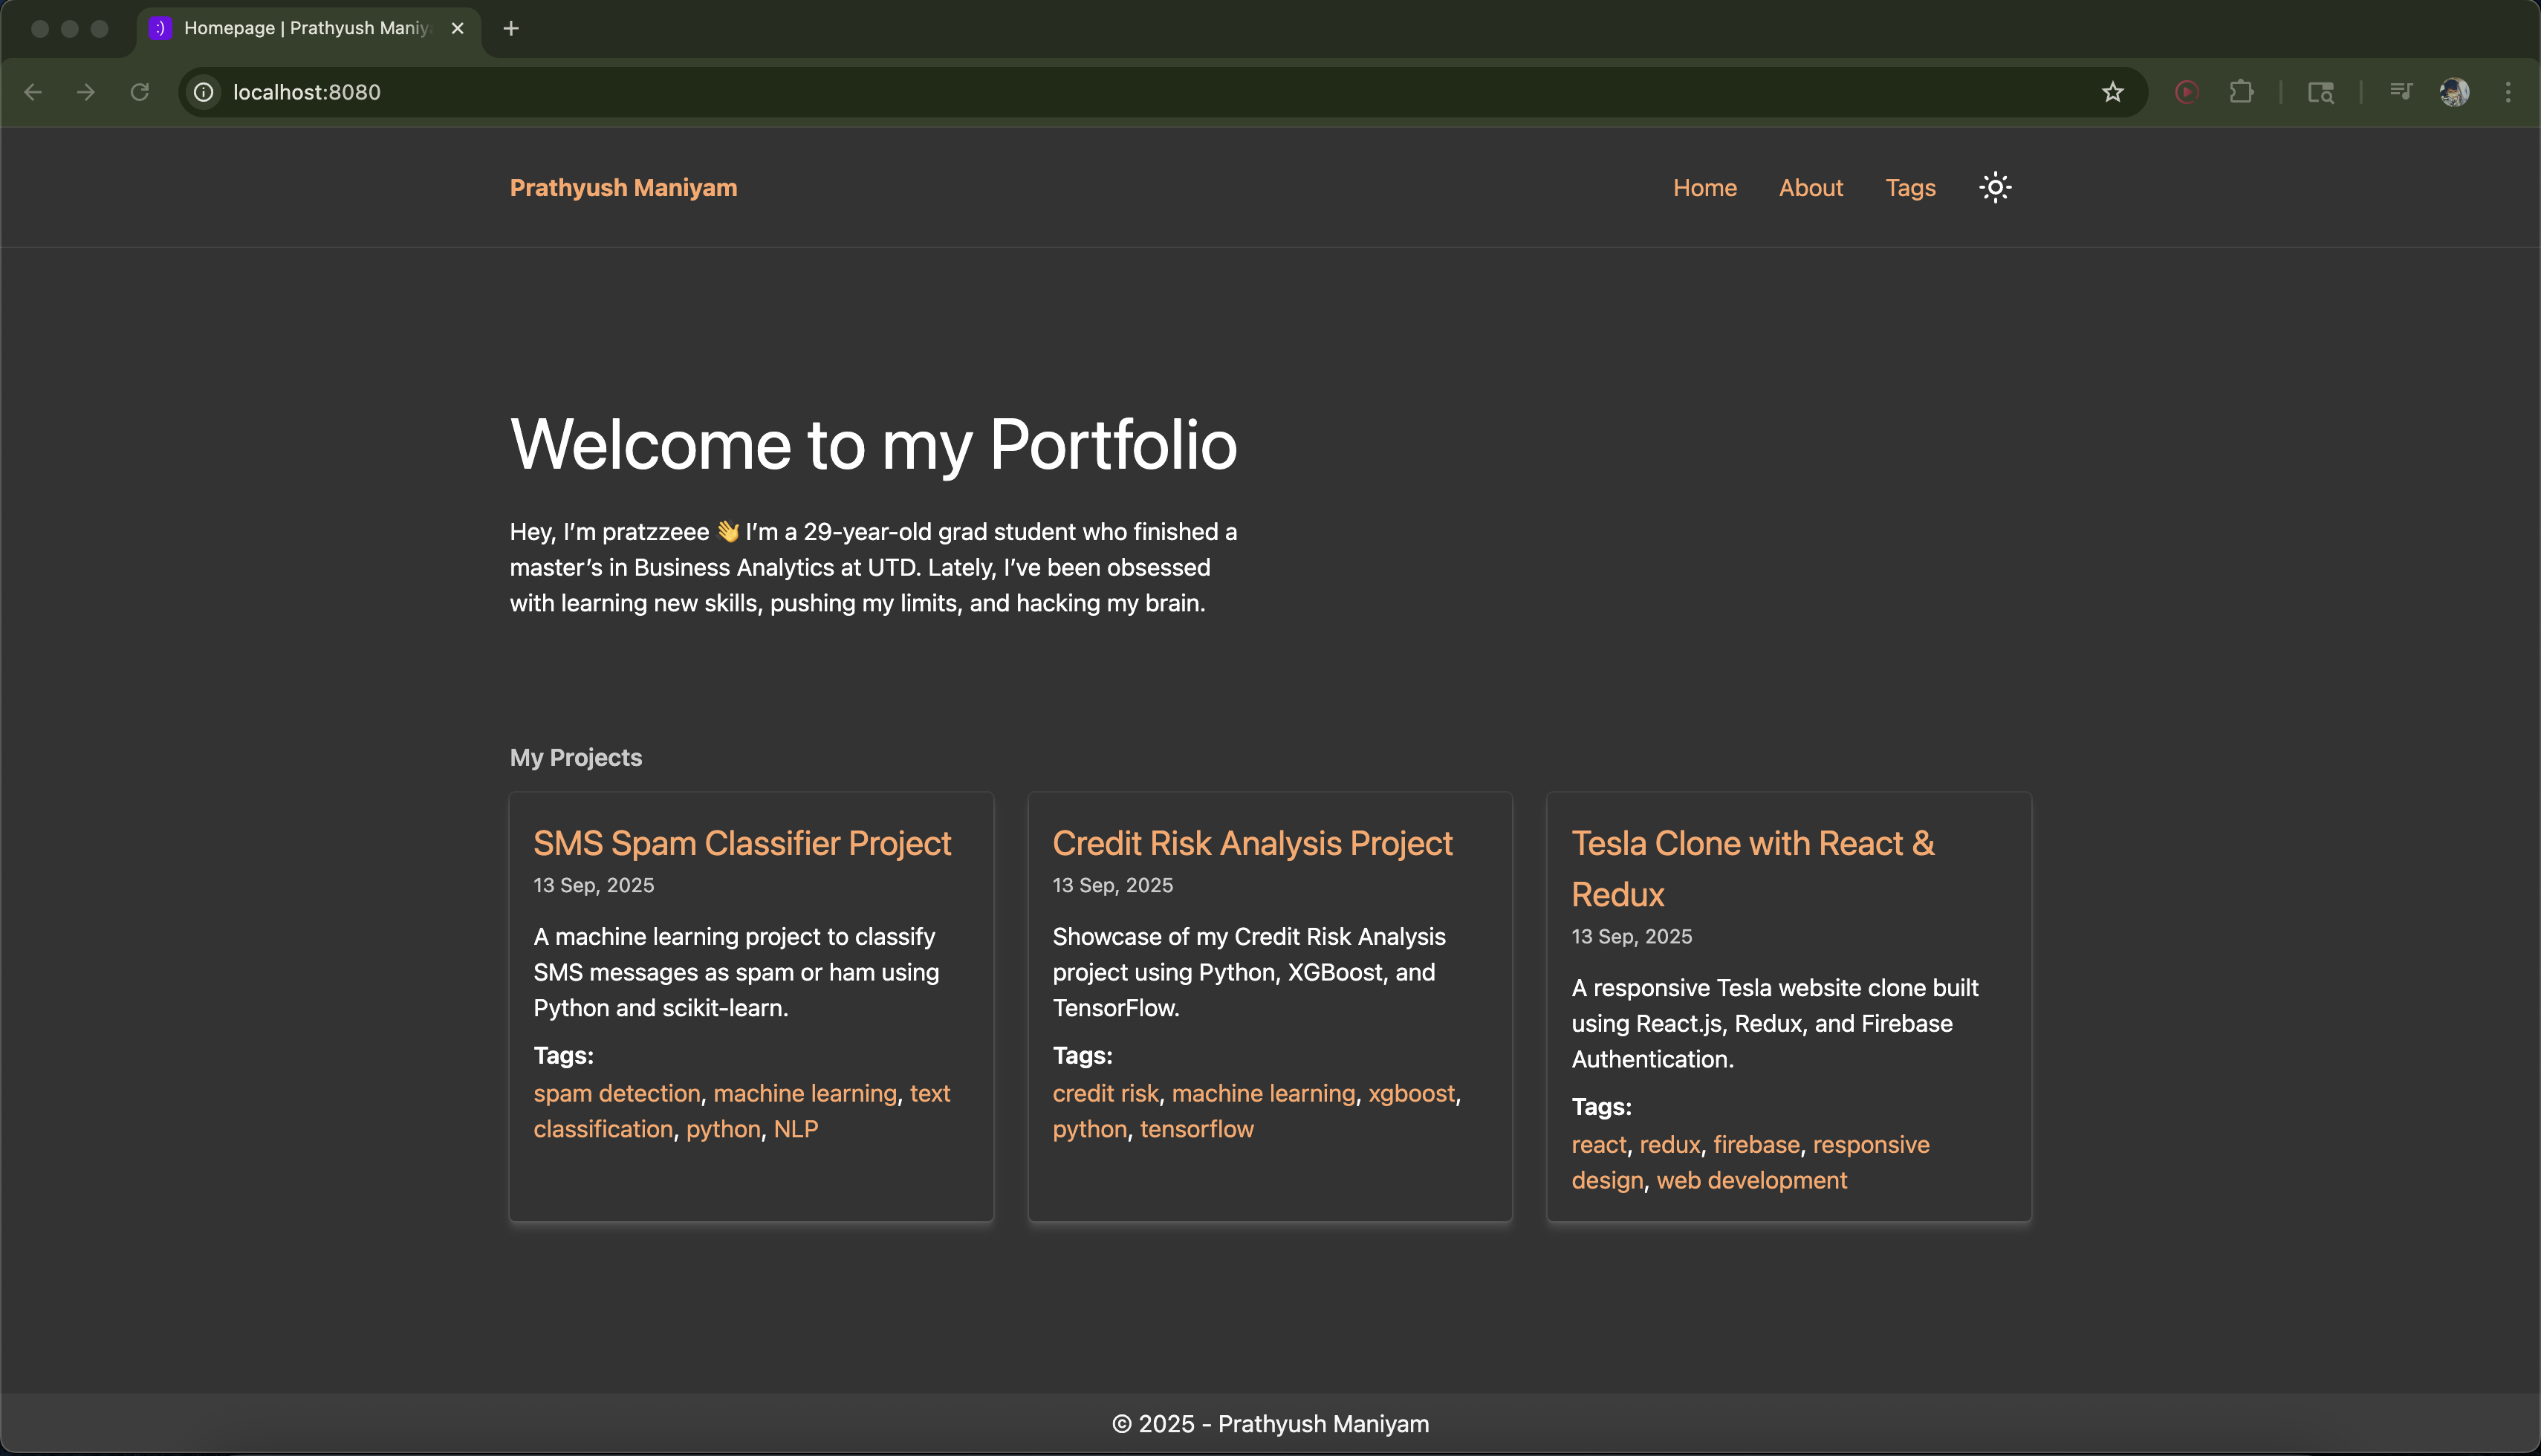 :) Homepage | Prathyush Maniy
localhost:8080
Prathyush Maniyam
Home About Tags
Welcome to my Portfolio
Hey, I’m pratzzeee 👋 I’m a 29-year-old grad student who finished a
master’s in Business Analytics at UTD. Lately, I’ve been obsessed
with learning new skills, pushing my limits, and hacking my brain.
My Projects
SMS Spam Classifier Project
13 Sep, 2025
A machine learning project to classify
SMS messages as spam or ham using
Python and scikit-learn.
Tags:
spam detection, machine learning, text
classification, python, NLP
Credit Risk Analysis Project
13 Sep, 2025
Showcase of my Credit Risk Analysis
project using Python, XGBoost, and
TensorFlow.
Tags:
credit risk, machine learning, xgboost,
python, tensorflow
Tesla Clone with React &
Redux
13 Sep, 2025
A responsive Tesla website clone built
using React.js, Redux, and Firebase
Authentication.
Tags:
react, redux, firebase, responsive
design, web development
© 2025 - Prathyush Maniyam